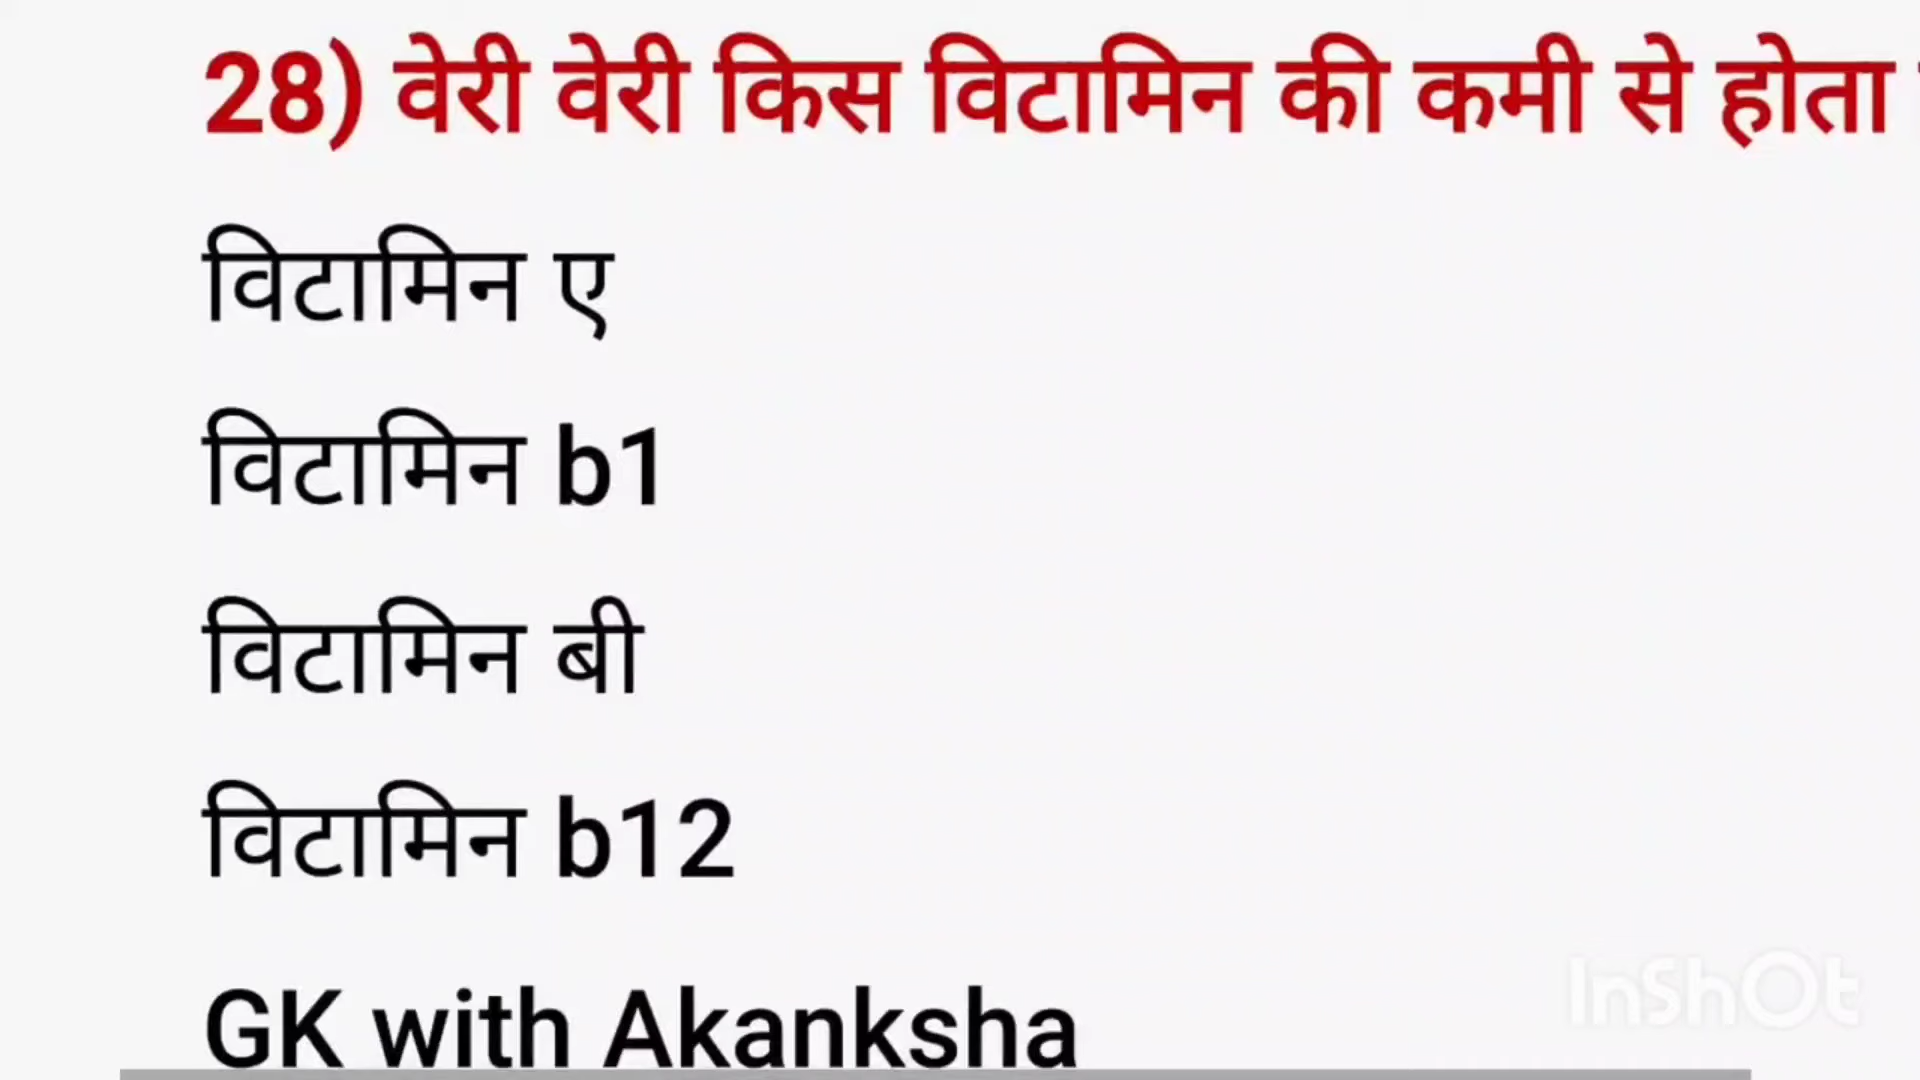 28) वेरी वेरी किस विटामिन की कमी से होता
विटामिन ए
विटामिन b1
विटामिन बी
विटामिन b12
GK with Akanksha
InShOt